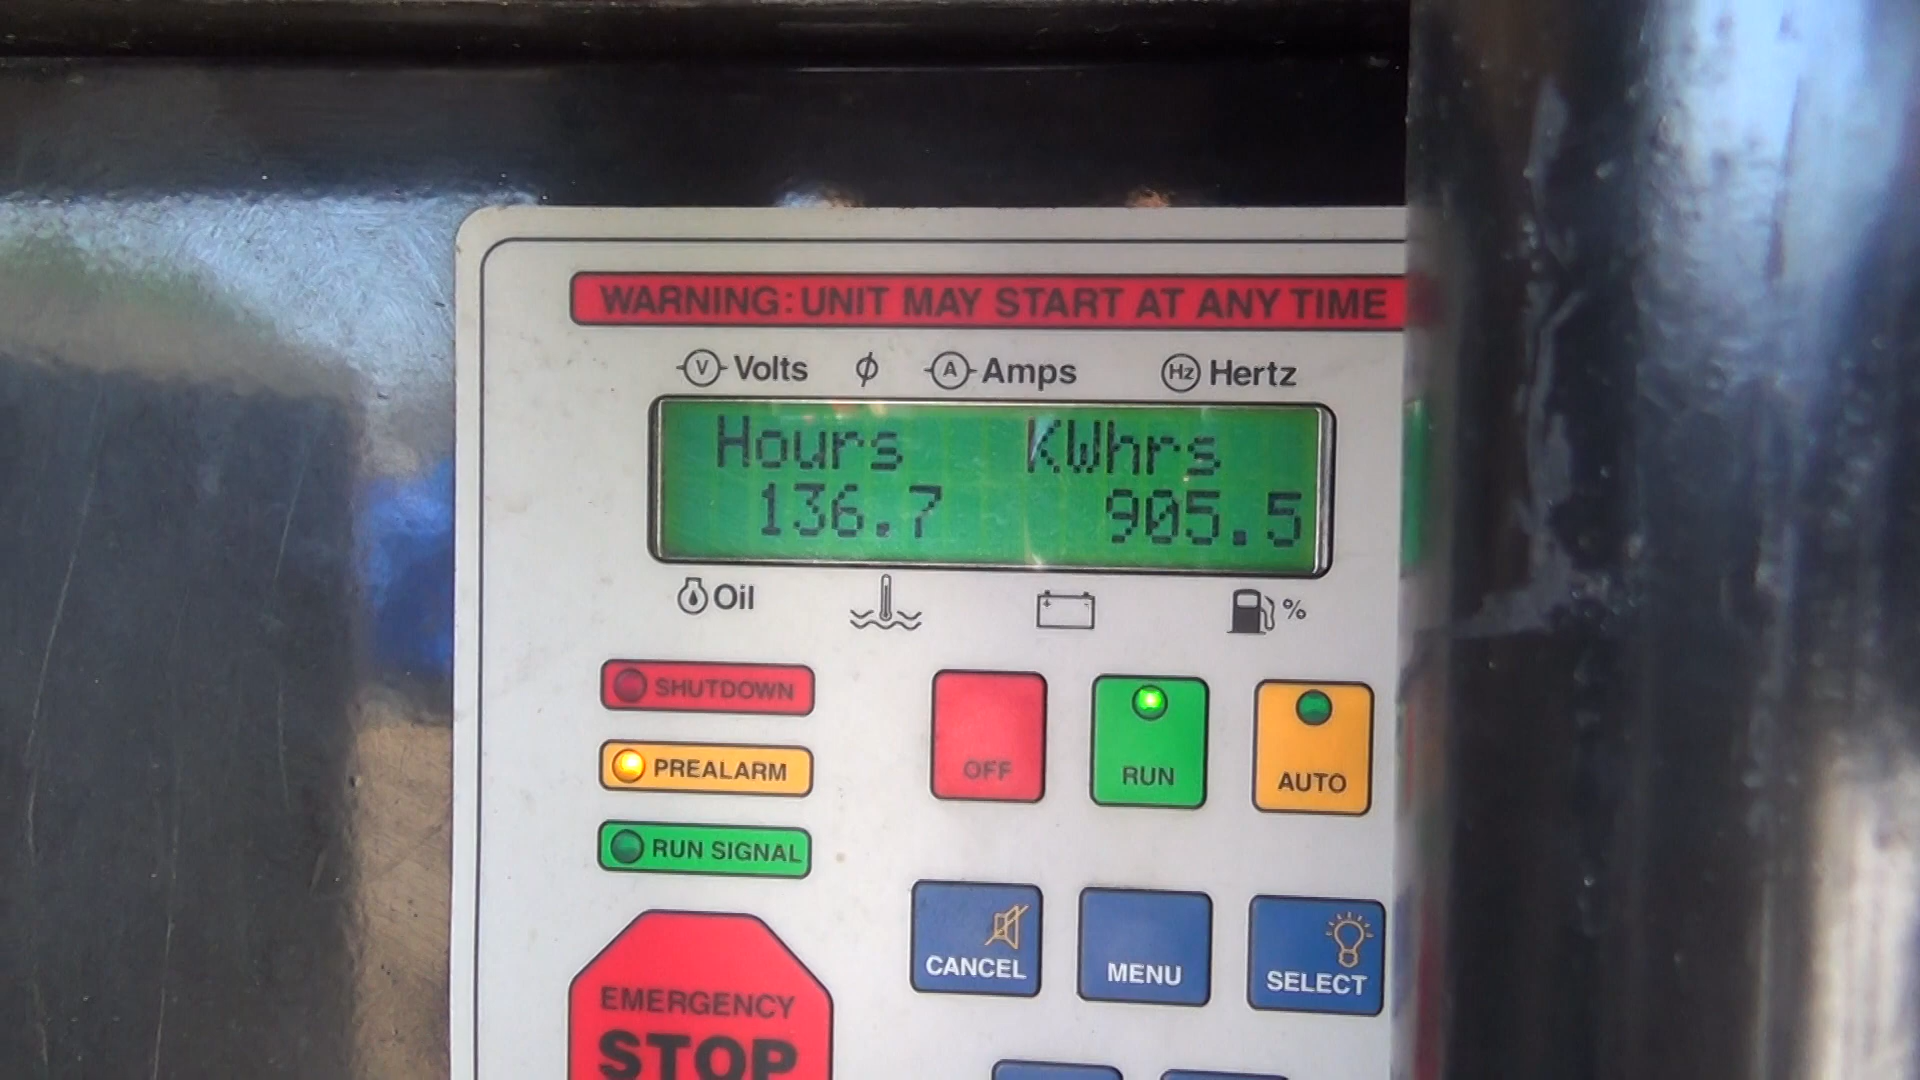 WARNING: UNIT MAY START AT ANY TIME
V Volts ϕ A Amps Hz Hertz
Hours KWhrs
136.7 905.5
Oil %
SHUTDOWN
PREALARM
RUN SIGNAL
OFF RUN AUTO
CANCEL MENU SELECT
EMERGENCY
STOP